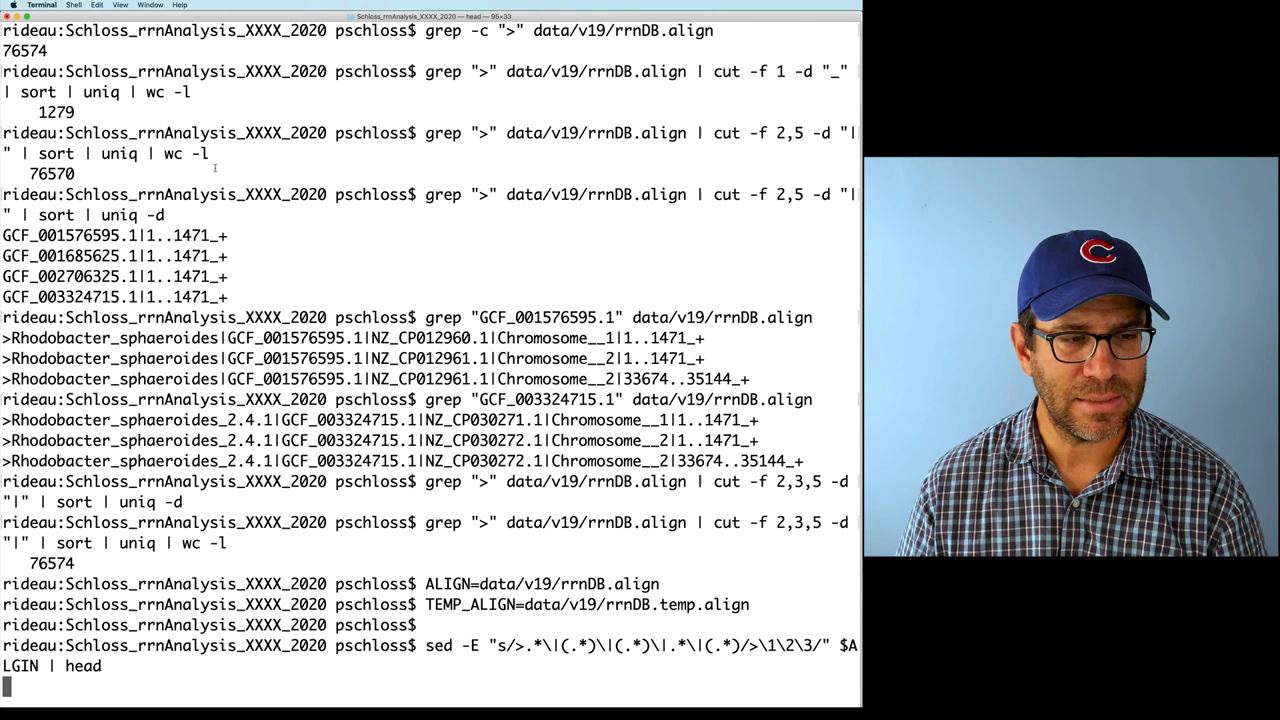 Terminal Shell Edit View Window Help
Schloss_rrnAnalysis_XXXX_2020 — head — 95×33
rideau:Schloss_rrnAnalysis_XXXX_2020 pschloss$ grep -c ">" data/v19/rrnDB.align
76574
rideau:Schloss_rrnAnalysis_XXXX_2020 pschloss$ grep ">" data/v19/rrnDB.align | cut -f 1 -d "_"
| sort | uniq | wc -l
1279
rideau:Schloss_rrnAnalysis_XXXX_2020 pschloss$ grep ">" data/v19/rrnDB.align | cut -f 2,5 -d "|
" | sort | uniq | wc -l
76570
rideau:Schloss_rrnAnalysis_XXXX_2020 pschloss$ grep ">" data/v19/rrnDB.align | cut -f 2,5 -d "|
" | sort | uniq -d
GCF_001576595.1|1..1471_+
GCF_001685625.1|1..1471_+
GCF_002706325.1|1..1471_+
GCF_003324715.1|1..1471_+
rideau:Schloss_rrnAnalysis_XXXX_2020 pschloss$ grep "GCF_001576595.1" data/v19/rrnDB.align
>Rhodobacter_sphaeroides|GCF_001576595.1|NZ_CP012960.1|Chromosome__1|1..1471_+
>Rhodobacter_sphaeroides|GCF_001576595.1|NZ_CP012961.1|Chromosome__2|1..1471_+
>Rhodobacter_sphaeroides|GCF_001576595.1|NZ_CP012961.1|Chromosome__2|33674..35144_+
rideau:Schloss_rrnAnalysis_XXXX_2020 pschloss$ grep "GCF_003324715.1" data/v19/rrnDB.align
>Rhodobacter_sphaeroides_2.4.1|GCF_003324715.1|NZ_CP030271.1|Chromosome__1|1..1471_+
>Rhodobacter_sphaeroides_2.4.1|GCF_003324715.1|NZ_CP030272.1|Chromosome__2|1..1471_+
>Rhodobacter_sphaeroides_2.4.1|GCF_003324715.1|NZ_CP030272.1|Chromosome__2|33674..35144_+
rideau:Schloss_rrnAnalysis_XXXX_2020 pschloss$ grep ">" data/v19/rrnDB.align | cut -f 2,3,5 -d
"|" | sort | uniq -d
rideau:Schloss_rrnAnalysis_XXXX_2020 pschloss$ grep ">" data/v19/rrnDB.align | cut -f 2,3,5 -d
"|" | sort | uniq | wc -l
76574
rideau:Schloss_rrnAnalysis_XXXX_2020 pschloss$ ALIGN=data/v19/rrnDB.align
rideau:Schloss_rrnAnalysis_XXXX_2020 pschloss$ TEMP_ALIGN=data/v19/rrnDB.temp.align
rideau:Schloss_rrnAnalysis_XXXX_2020 pschloss$
rideau:Schloss_rrnAnalysis_XXXX_2020 pschloss$ sed -E "s/>.*\|(.*)\|(.*)\|.*\|(.*)/>\1\2\3/" $A
LGIN | head
C